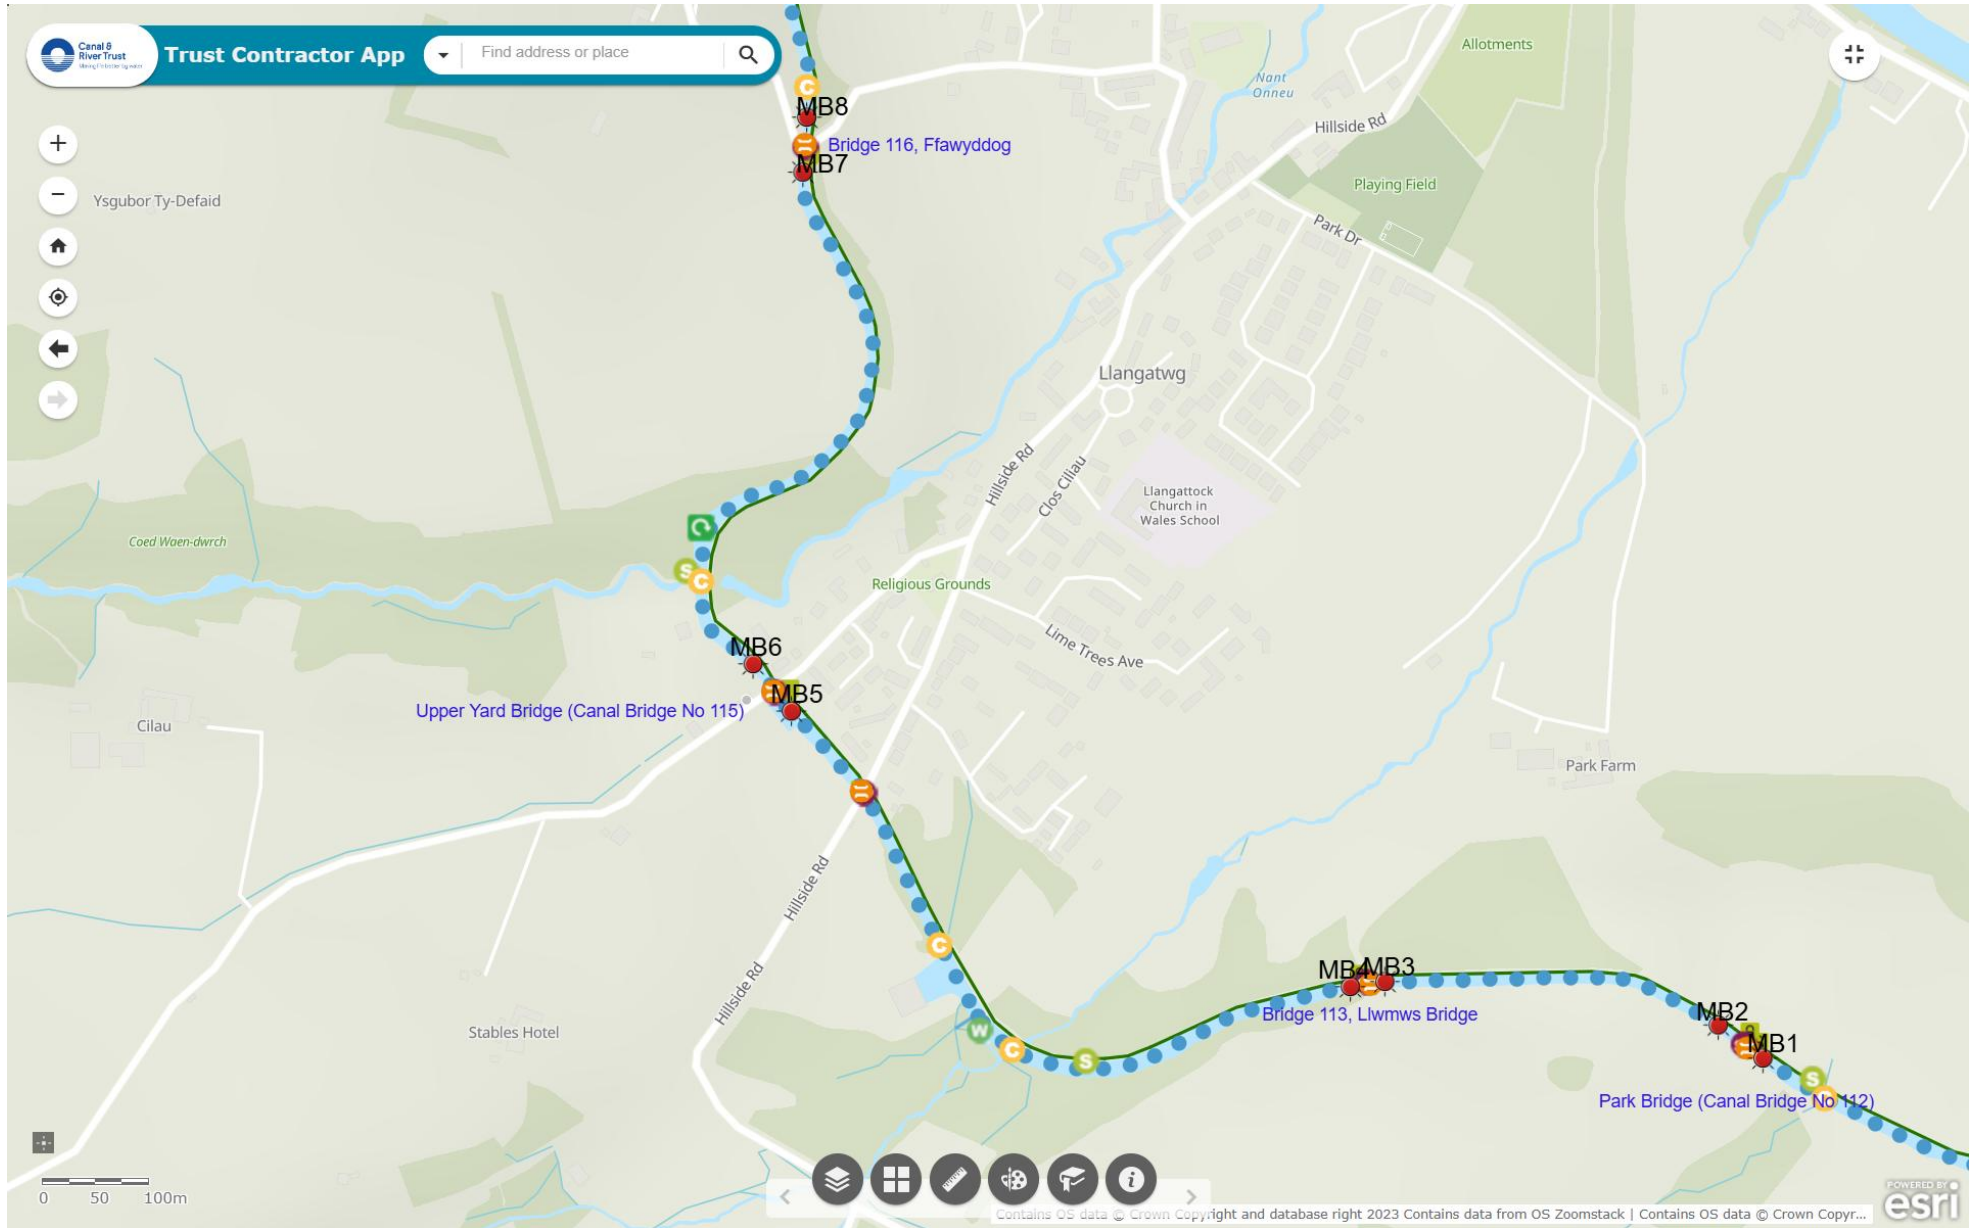 Canal &
River Trust
Trust Contractor App
Find address or place
Allotments
Nant
Onneu
MB8
Hillside Rd
Bridge 116, Ffawyddog
MB7
Playing Field
Ysgubor Ty-Defaid
Park Dr
Llangatwg
Hillside Rd
Clos Ciliau
Llangattock
Church in
Wales School
Coed Waen-dwrch
S
C
Religious Grounds
Lime Trees Ave
MB6
MB5
Upper Yard Bridge (Canal Bridge No 115)
Cilau
Park Farm
Hillside Rd
C
MB4
MB3
Hillside Rd
Bridge 113, Llwmws Bridge
MB2
Stables Hotel
W
C
S
MB1
S
Park Bridge (Canal Bridge No 112)
0 50 100m
Contains OS data © Crown Copyright and database right 2023 Contains data from OS Zoomstack | Contains OS data © Crown Copyr...
POWERED BY
esri